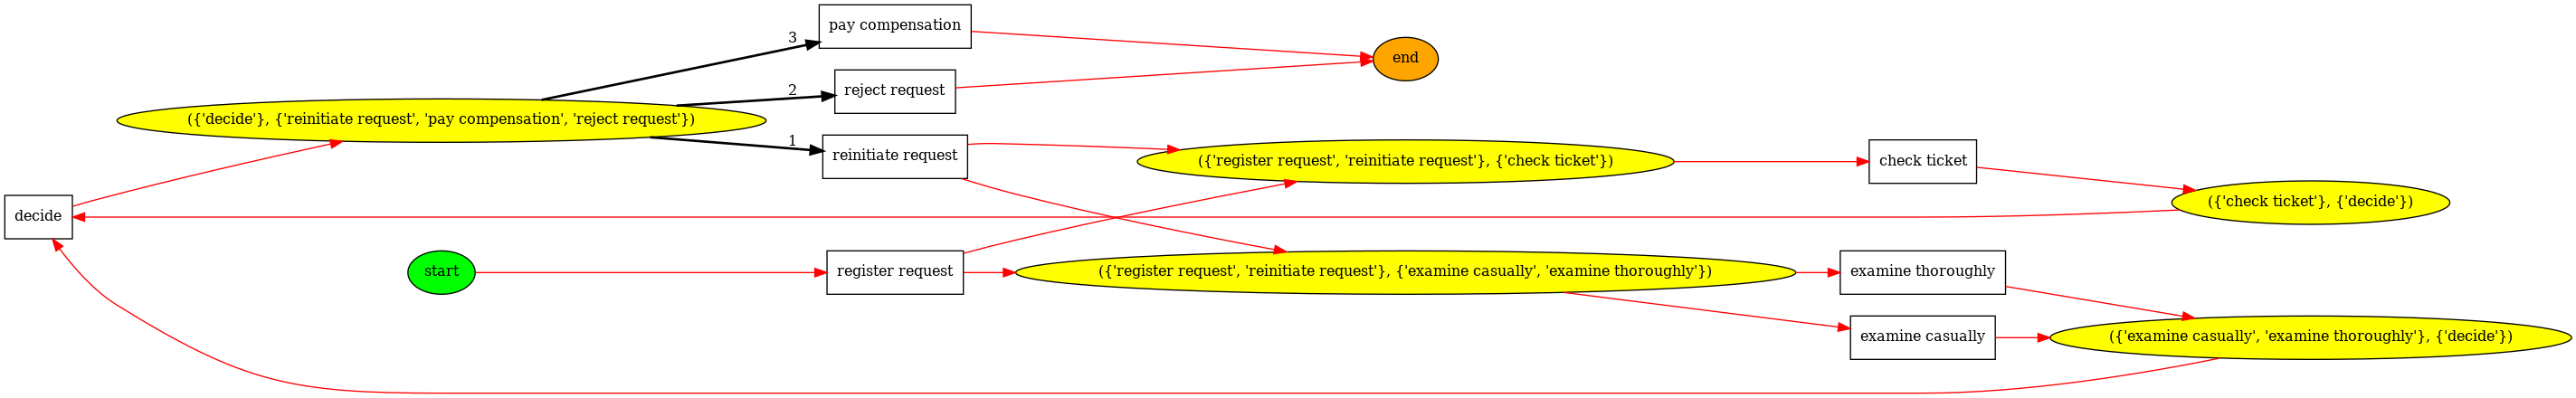 pay compensation
3
end
reject request
2
({'decide'}, {'reinitiate request', 'pay compensation', 'reject request'})
1
reinitiate request
({'register request', 'reinitiate request'}, {'check ticket'})
check ticket
({'check ticket'}, {'decide'})
decide
start
register request
({'register request', 'reinitiate request'}, {'examine casually', 'examine thoroughly'})
examine thoroughly
examine casually
({'examine casually', 'examine thoroughly'}, {'decide'})